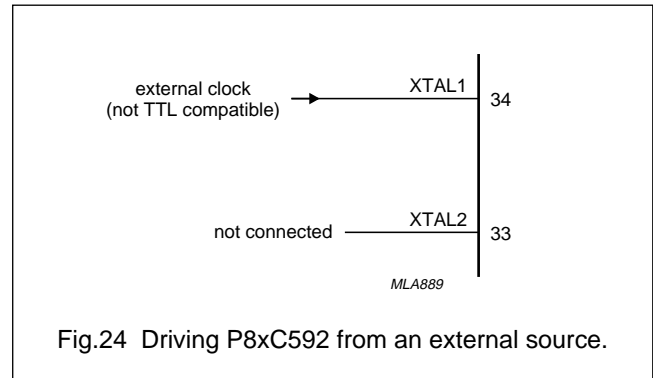 external clock
(not TTL compatible)
XTAL1
34
not connected
XTAL2
33
MLA889
Fig.24 Driving P8xC592 from an external source.